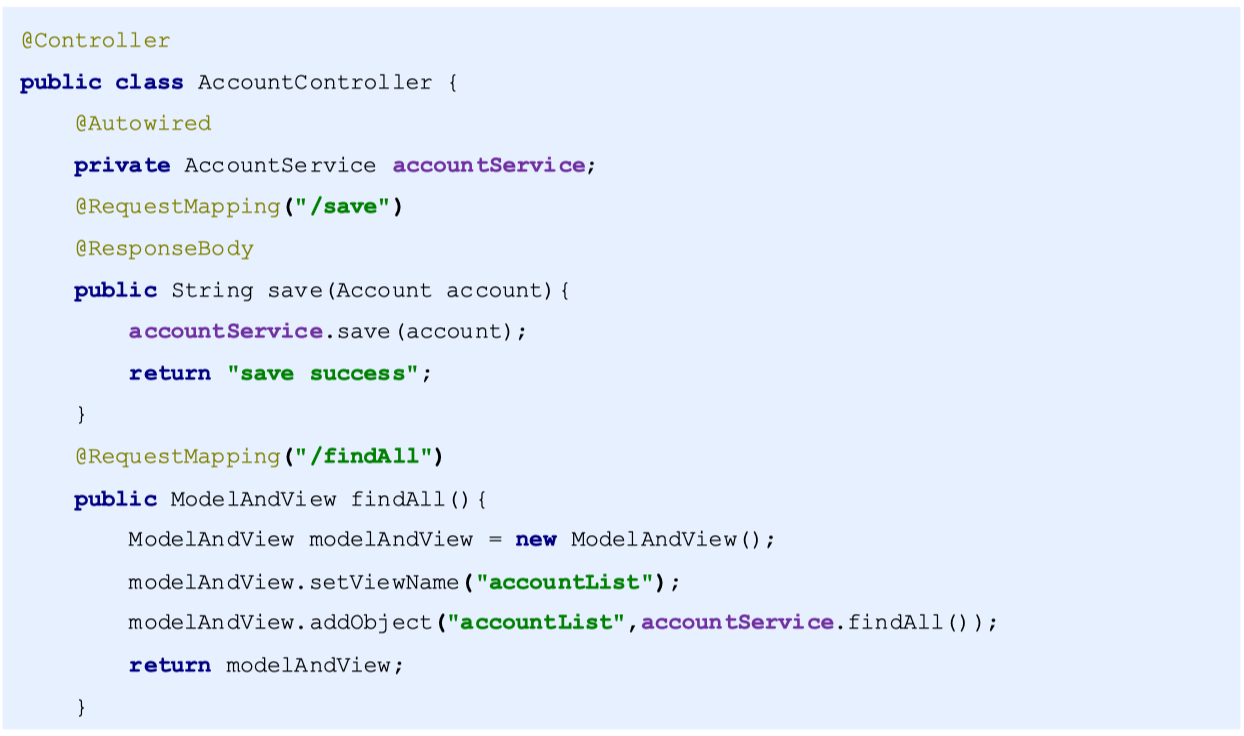 @Controller
public class AccountController {
    @Autowired
    private AccountService accountService;
    @RequestMapping("/save")
    @ResponseBody
    public String save(Account account){
        accountService.save(account);
        return "save success";
    }
    @RequestMapping("/findAll")
    public ModelAndView findAll(){
        ModelAndView modelAndView = new ModelAndView();
        modelAndView.setViewName("accountList");
        modelAndView.addObject("accountList",accountService.findAll());
        return modelAndView;
    }